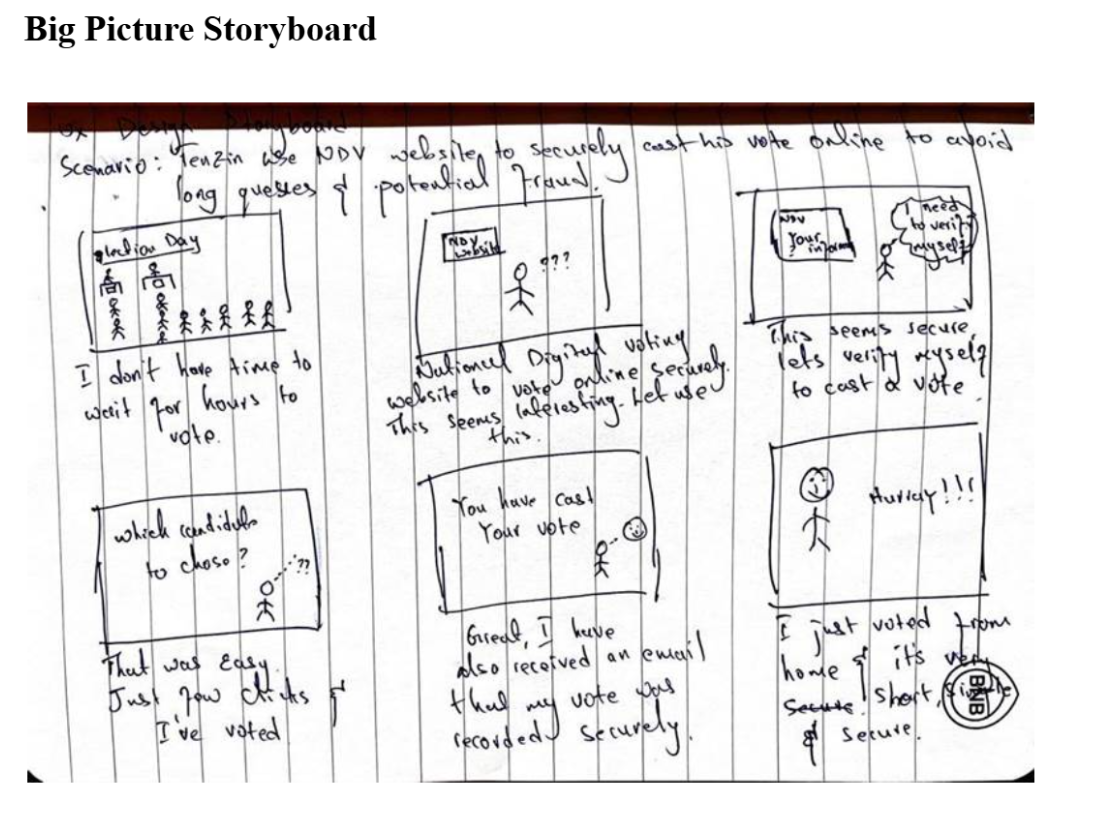 Big Picture Storyboard
UX Design Storyboard
Scenario: Tenzin use NDV website to securely cast his vote online to avoid
long queues & potential fraud.
Election Day
I don't have time to
wait for hours to
vote.
NDV
website
???
National Digital voting
website to vote online securely.
This seems interesting. Let use
this.
NDV
Your
inform
?
I need
to verify
myself
This seems secure,
lets verify myself
to cast a vote.
which candidate
to chose?
??
That was easy.
Just few clicks &
I've voted
You have cast
Your vote
Great, I have
also received an email
that my vote was
recorded securely.
Hurray!!!
I just voted from
home & it's very
secure short, simple
& secure.
BNB